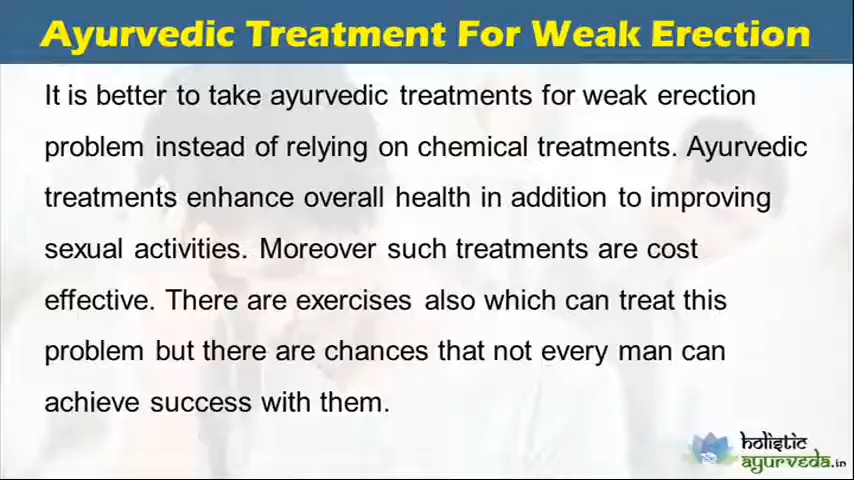 Ayurvedic Treatment For Weak Erection
It is better to take ayurvedic treatments for weak erection
problem instead of relying on chemical treatments. Ayurvedic
treatments enhance overall health in addition to improving
sexual activities. Moreover such treatments are cost
effective. There are exercises also which can treat this
problem but there are chances that not every man can
achieve success with them.
holistic
ayurveda.in